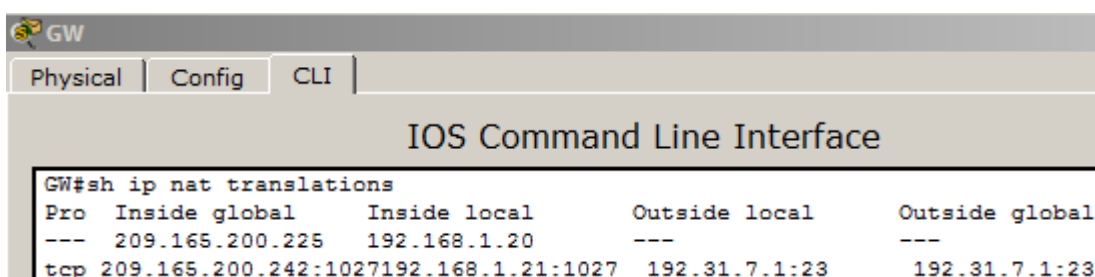 GW
Physical Config CLI
IOS Command Line Interface
GW#sh ip nat translations
Pro Inside global Inside local Outside local Outside global
--- 209.165.200.225 192.168.1.20 --- ---
tcp 209.165.200.242:1027192.168.1.21:1027 192.31.7.1:23 192.31.7.1:23